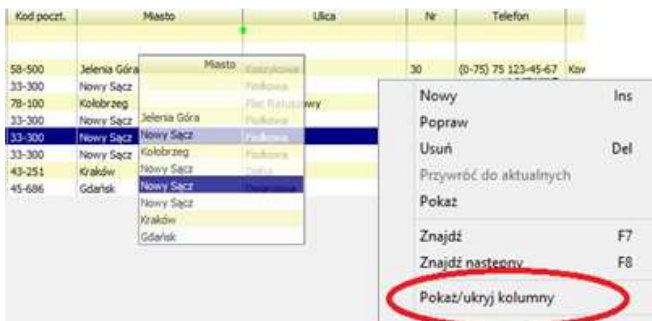 Kod poczt. Miasto Ulica Nr Telefon
58-500 Jelenia Góra 30 (0-75) 75 123-45-67
33-300 Nowy Sącz
78-100 Kołobrzeg
33-300 Nowy Sącz
33-300 Nowy Sącz
33-300 Nowy Sącz
43-251 Kraków
45-686 Gdańsk
Miasto
Jelenia Góra
Nowy Sącz
Kołobrzeg
Nowy Sącz
Nowy Sącz
Nowy Sącz
Kraków
Gdańsk
Nowy Ins
Popraw
Usuń Del
Przywróć do aktualnych
Pokaż
Znajdź F7
Znajdź następny F8
Pokaż/ukryj kolumny